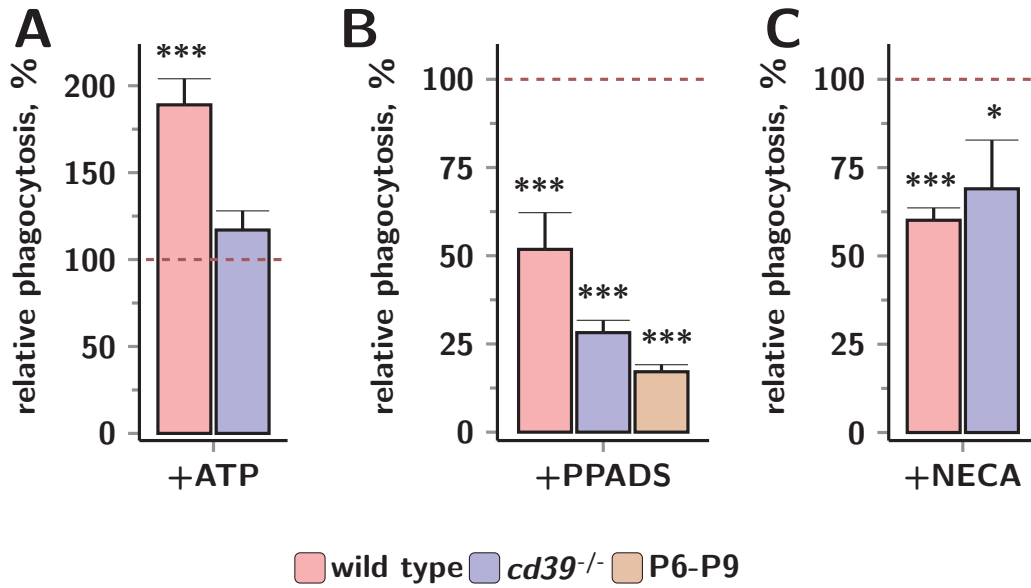 A
relative phagocytosis, %
200
150
100
50
0
***
+ATP
B
relative phagocytosis, %
100
75
50
25
0
***
***
***
+PPADS
C
relative phagocytosis, %
100
75
50
25
0
***
*
+NECA
wild type cd39-/- P6-P9